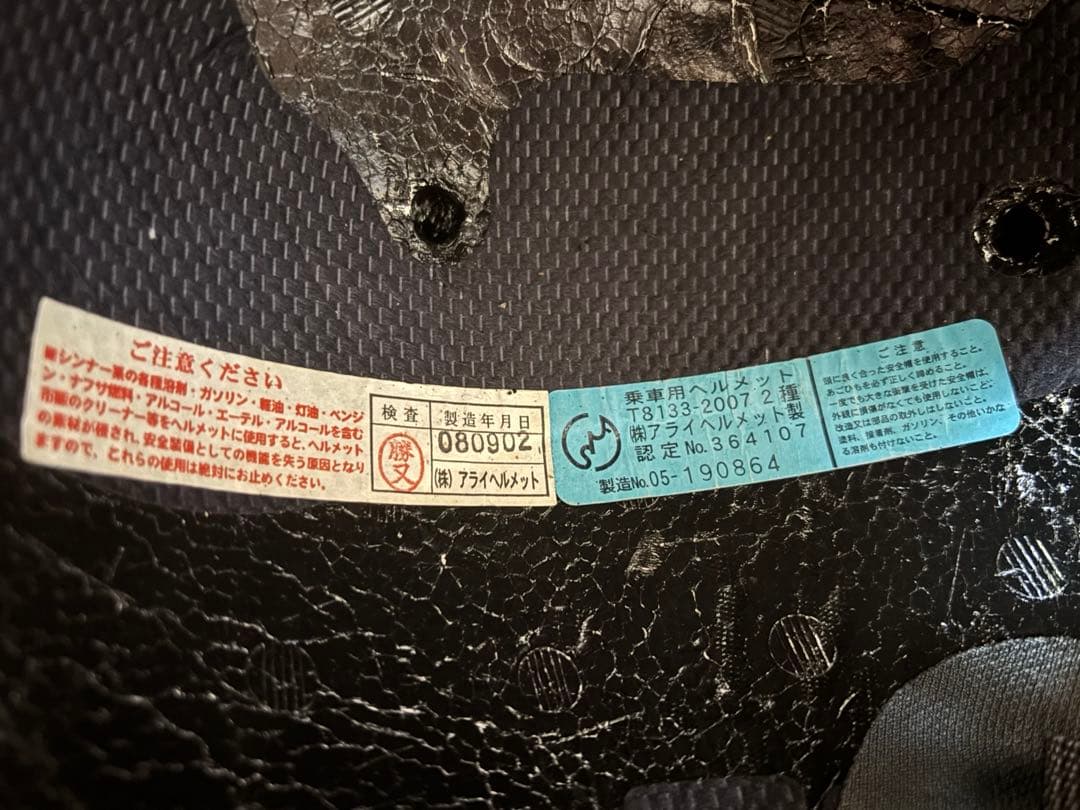 ご注意ください
■シンナー系の各種溶剤・ガソリン・軽油・灯油・ベンジ
ン・ナフサ燃料・アルコール・エーテル・アルコールを含む
市販のクリーナー等をヘルメットに使用すると、ヘルメット
の素材が侵され、安全装備としての機能を失う原因となり
ますので、これらの使用は絶対にお止めください。
検査 製造年月日
勝又 080902
(株) アライヘルメット
乗車用ヘルメット
T8133-2007 2種
㈱アライヘルメット製
認定No.364107
製造No.05-190864
ご注意
頭に良く合った安全帽を使用すること。
あごひもを必ず正しく締めること。
一度でも大きな衝撃を受けた安全帽は、
外観に損傷がなくても使用しないこと。
改造又は部品の取外しはしないこと。
塗料、接着剤、ガソリン、その他いかな
る溶剤も付けないこと。